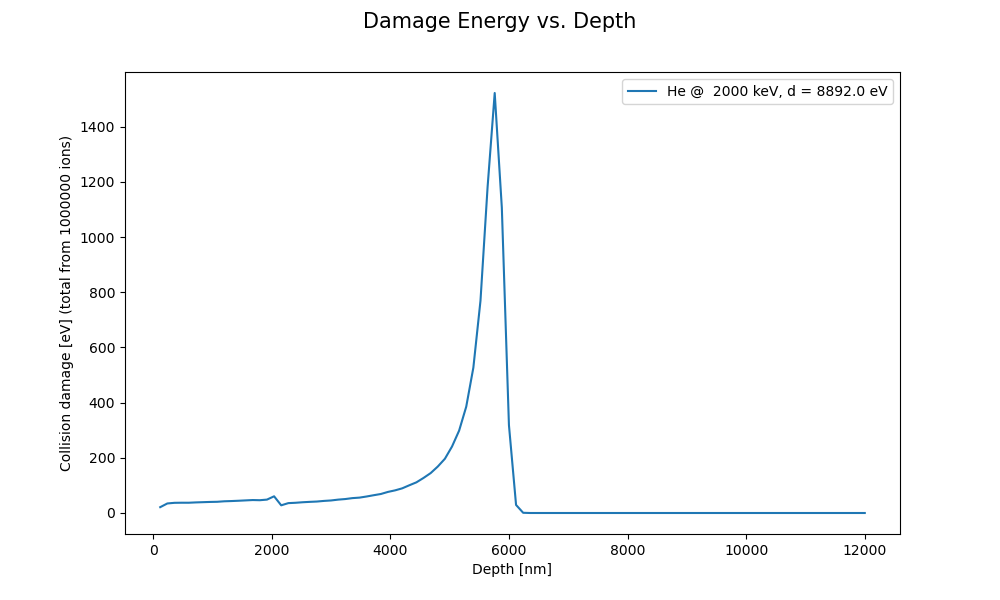 Damage Energy vs. Depth
He @  2000 keV, d = 8892.0 eV
Collision damage [eV] (total from 1000000 ions)
1400
1200
1000
800
600
400
200
0
0 2000 4000 6000 8000 10000 12000
Depth [nm]